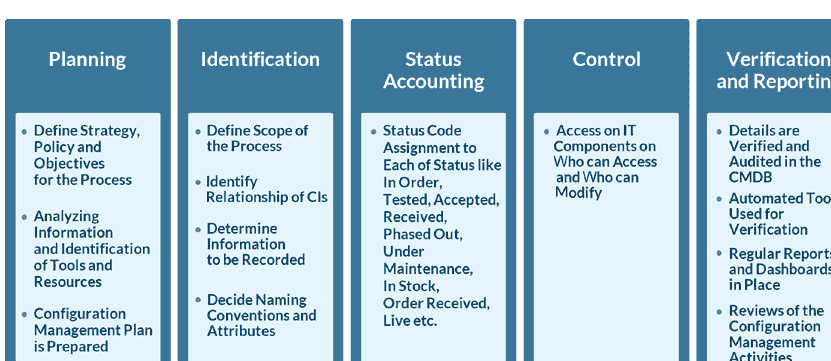 Planning
Define Strategy,
Policy and
Objectives
for the Process
Analyzing
Information
and Identification
of Tools and
Resources
Configuration
Management Plan
is Prepared
Identification
Define Scope of
the Process
Identify
Relationship of CIs
Determine
Information
to be Recorded
Decide Naming
Conventions and
Attributes
Status
Accounting
Status Code
Assignment to
Each of Status like
In Order,
Tested, Accepted,
Received,
Phased Out,
Under
Maintenance,
In Stock,
Order Received,
Live etc.
Control
Access on IT
Components on
Who can Access
and Who can
Modify
Verification
and Reportin
Details are
Verified and
Audited in the
CMDB
Automated Too
Used for
Verification
Regular Reports
and Dashboards
in Place
Reviews of the
Configuration
Management
Activities